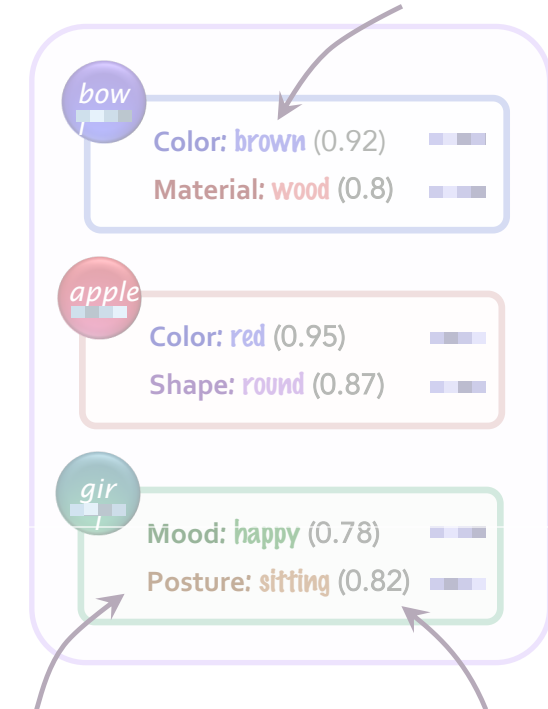 bow
l
Color: brown (0.92)
Material: wood (0.8)
apple
Color: red (0.95)
Shape: round (0.87)
gir
l
Mood: happy (0.78)
Posture: sitting (0.82)